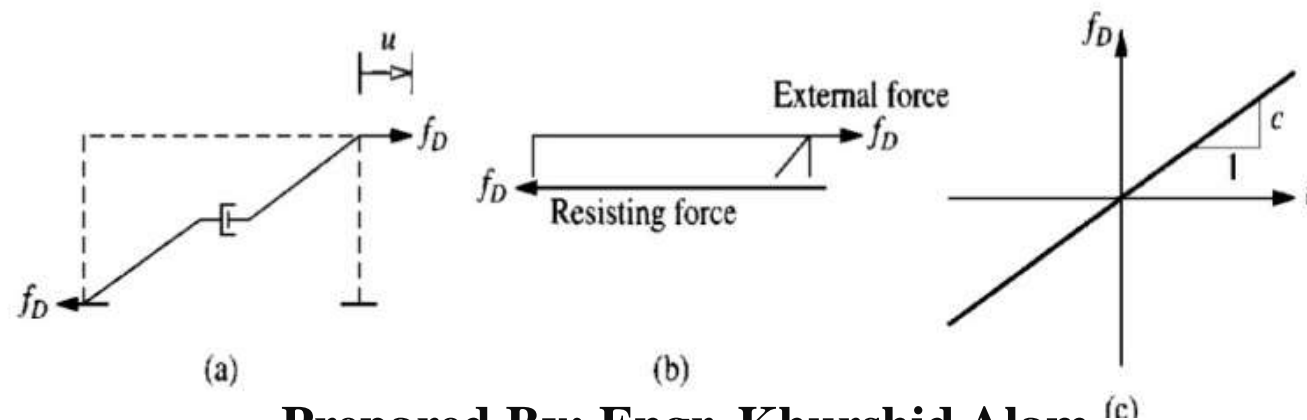 u
f_D
f_D
(a)
External force
f_D
f_D
Resisting force
(b)
f_D
c
1
(c)
Prepared By: Engr. Khurshid Alam